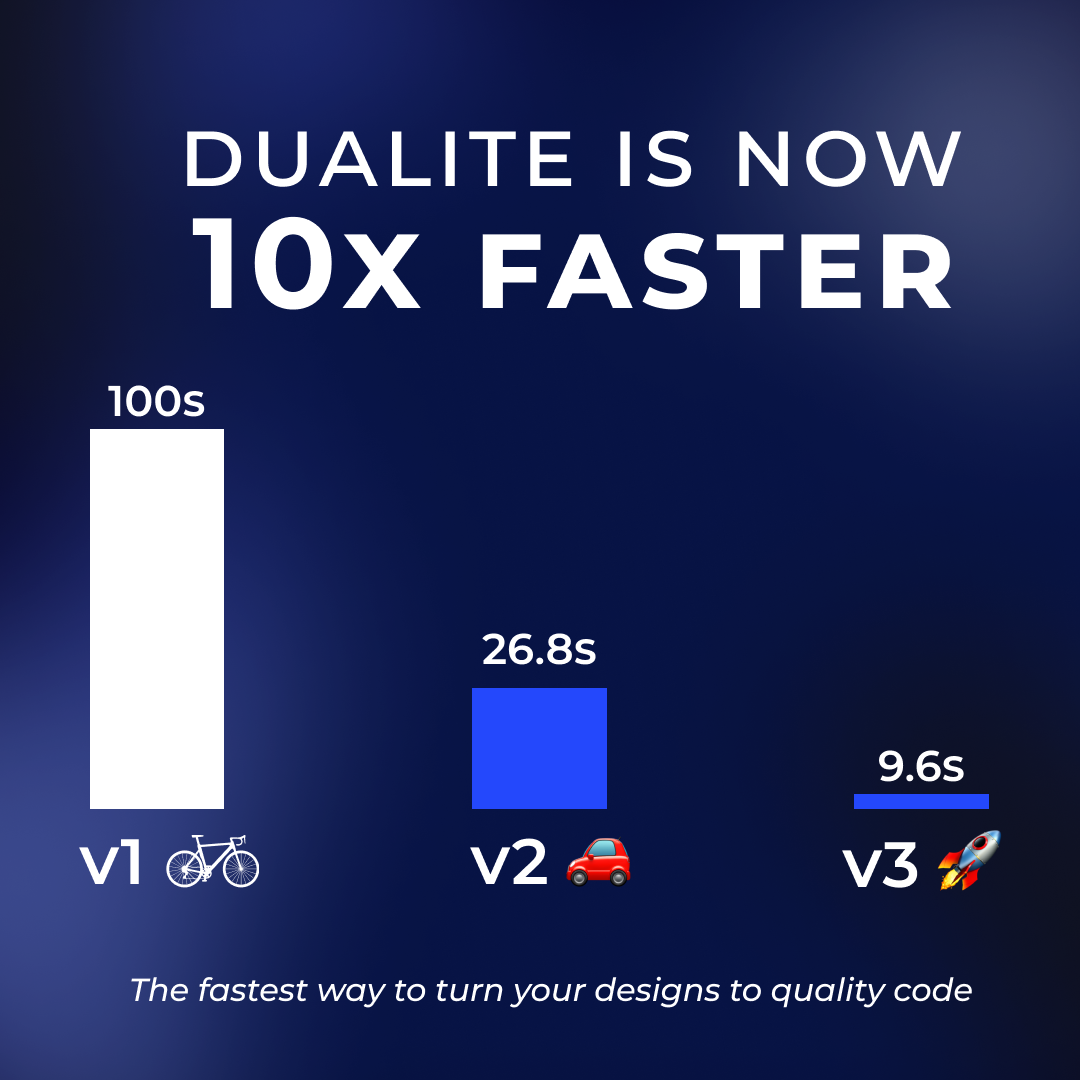 DUALITE IS NOW
10X FASTER
100s
26.8s
9.6s
v1
v2
v3
The fastest way to turn your designs to quality code